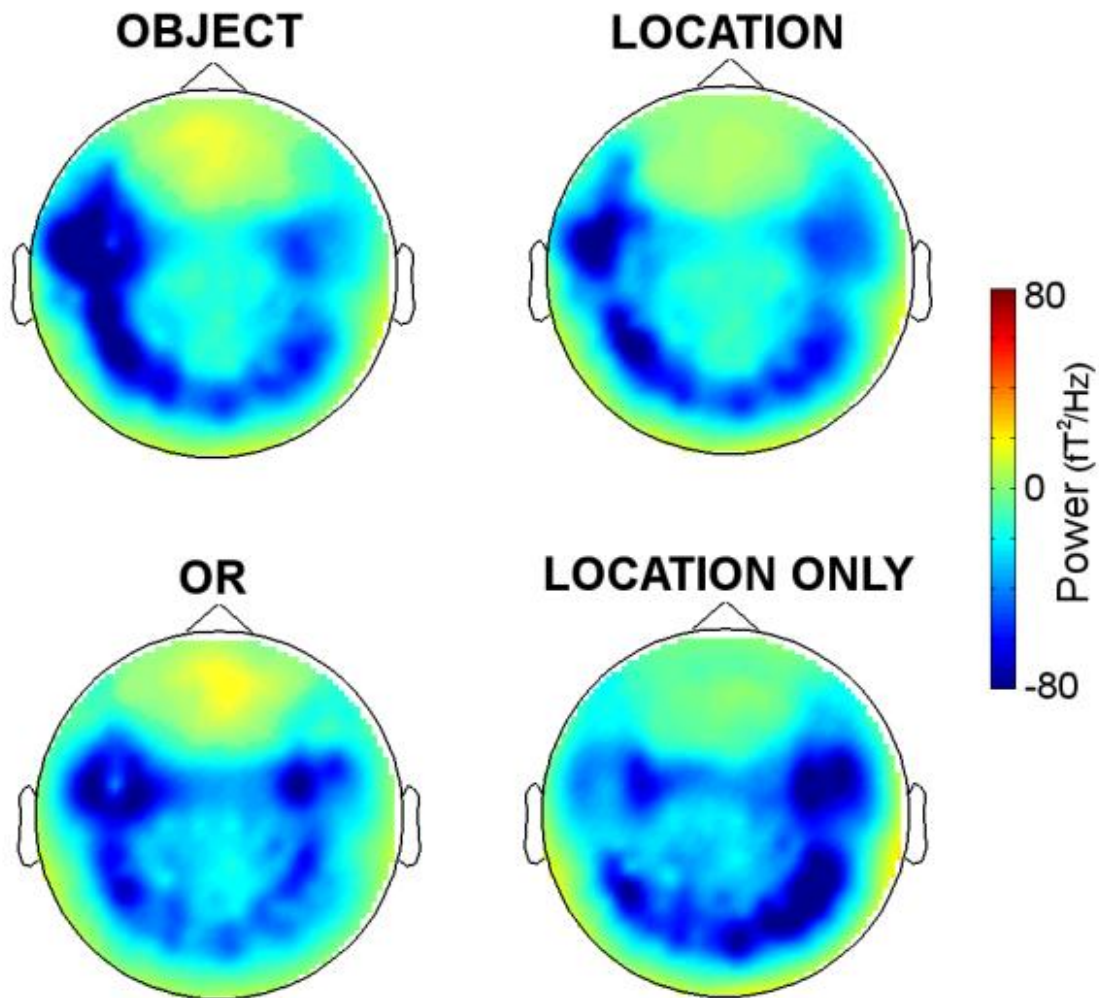 OBJECT
LOCATION
OR
LOCATION ONLY
80
0
-80
Power (fT²/Hz)